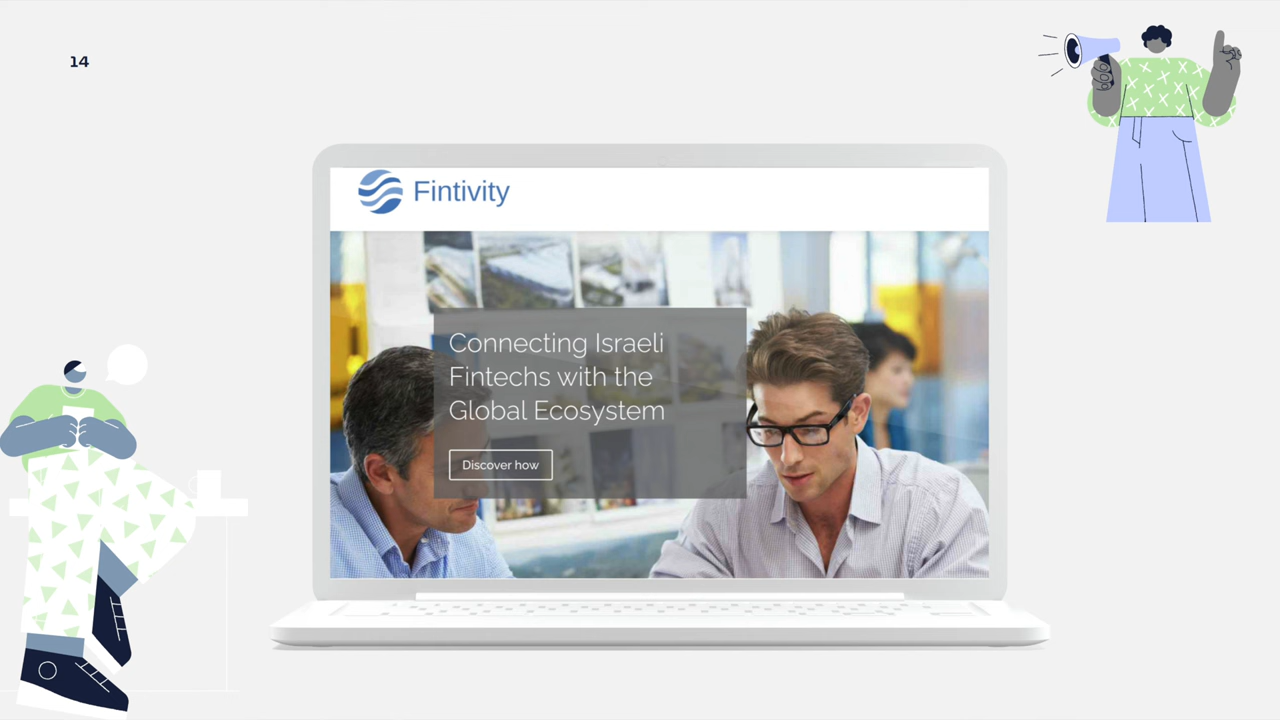 14
Fintivity
Connecting Israeli
Fintechs with the
Global Ecosystem
Discover how